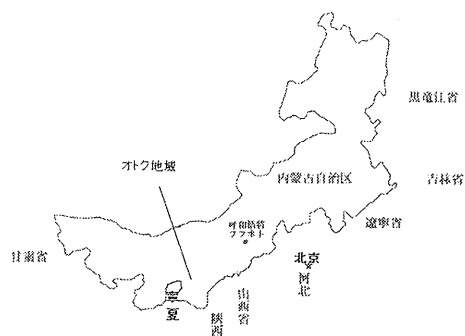 黒竜江省
オトク地域
内蒙古自治区
吉林省
呼和浩特
フフホト
遼寧省
甘粛省
北京
河北
寧夏
山西省
陝西